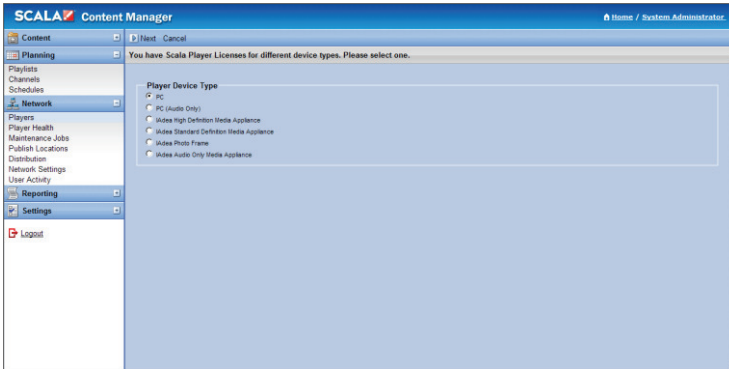 SCALA Content Manager
Home / System Administrator
Content
Next Cancel
Planning
You have Scala Player Licenses for different device types. Please select one.
Playlists
Channels
Schedules
Network
Players
Player Health
Maintenance Jobs
Publish Locations
Distribution
Network Settings
User Activity
Reporting
Settings
Logout
Player Device Type
PC
PC (Audio Only)
IAdea High Definition Media Appliance
IAdea Standard Definition Media Appliance
IAdea Photo Frame
IAdea Audio Only Media Appliance